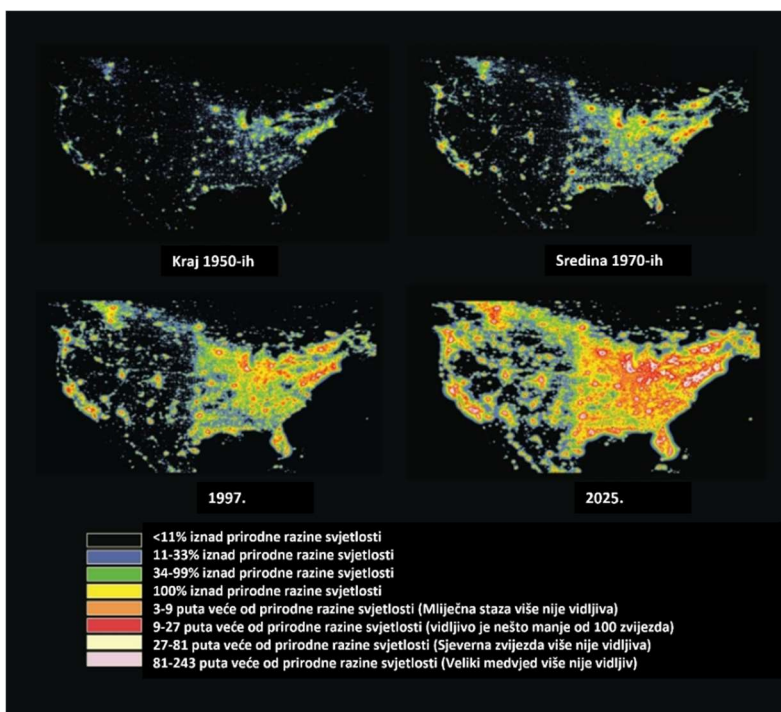 Kraj 1950-ih
Sredina 1970-ih
1997.
2025.
<11% iznad prirodne razine svjetlosti
11-33% iznad prirodne razine svjetlosti
34-99% iznad prirodne razine svjetlosti
100% iznad prirodne razine svjetlosti
3-9 puta veće od prirodne razine svjetlosti (Mliječna staza više nije vidljiva)
9-27 puta veće od prirodne razine svjetlosti (vidljivo je nešto manje od 100 zvijezda)
27-81 puta veće od prirodne razine svjetlosti (Sjeverna zvijezda više nije vidljiva)
81-243 puta veće od prirodne razine svjetlosti (Veliki medvjed više nije vidljiv)